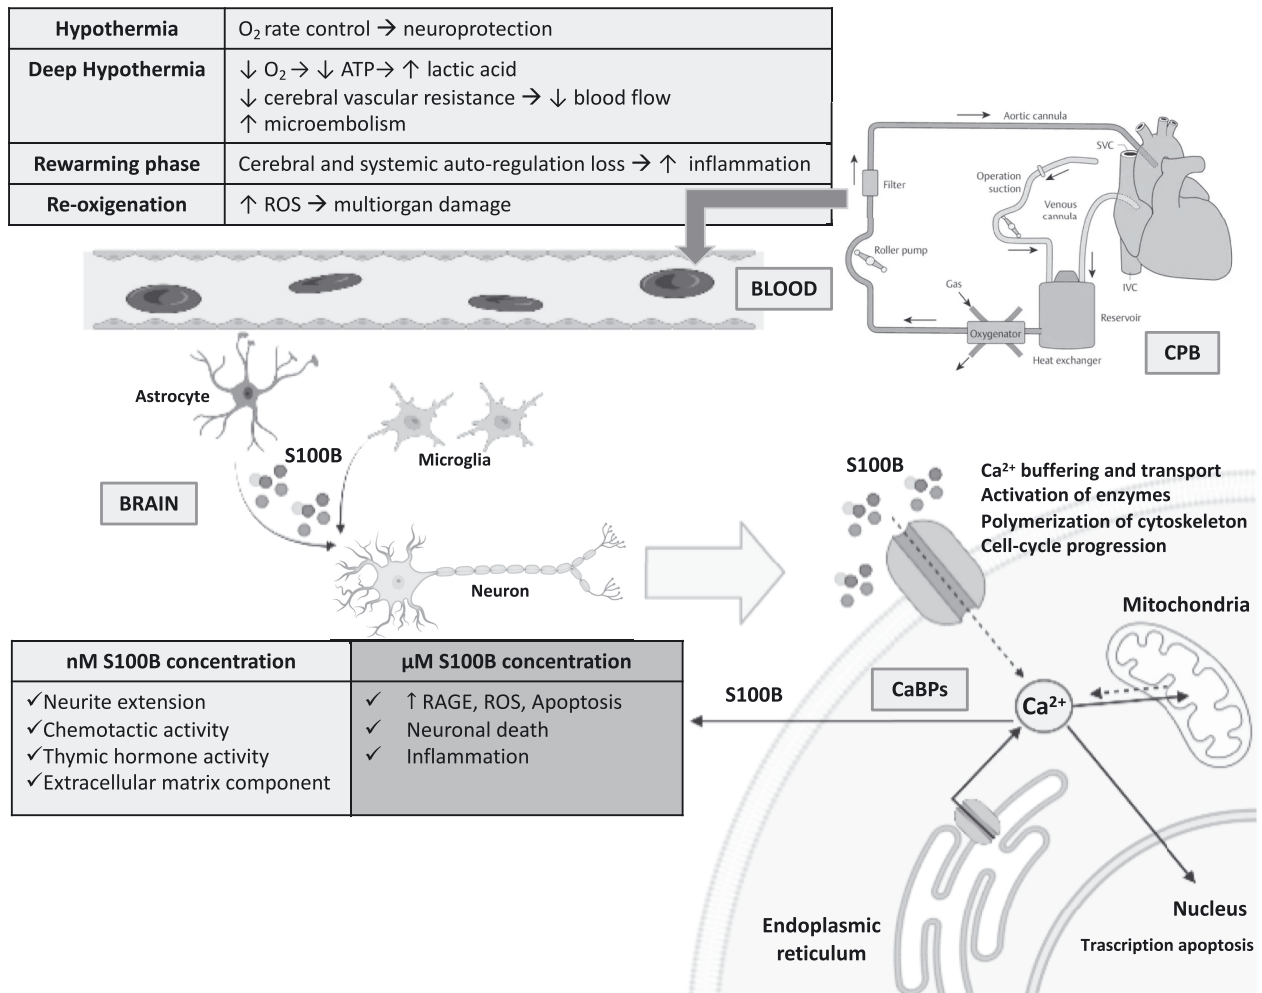 Hypothermia
O2 rate control → neuroprotection
Deep Hypothermia
↓ O2 → ↓ ATP→ ↑ lactic acid
↓ cerebral vascular resistance → ↓ blood flow
↑ microembolism
Rewarming phase
Cerebral and systemic auto-regulation loss → ↑ inflammation
Re-oxigenation
↑ ROS → multiorgan damage
Aortic cannula
SVC
Operation
suction
Filter
Venous
cannula
Roller pump
IVC
Gas
Reservoir
Oxygenator
Heat exchanger
CPB
BLOOD
Astrocyte
S100B
Microglia
BRAIN
Neuron
S100B
Ca2+ buffering and transport
Activation of enzymes
Polymerization of cytoskeleton
Cell-cycle progression
Mitochondria
nM S100B concentration
✓Neurite extension
✓Chemotactic activity
✓Thymic hormone activity
✓Extracellular matrix component
µM S100B concentration
✓ ↑ RAGE, ROS, Apoptosis
✓ Neuronal death
✓ Inflammation
S100B
CaBPs
Ca2+
Endoplasmic
reticulum
Nucleus
Trascription apoptosis